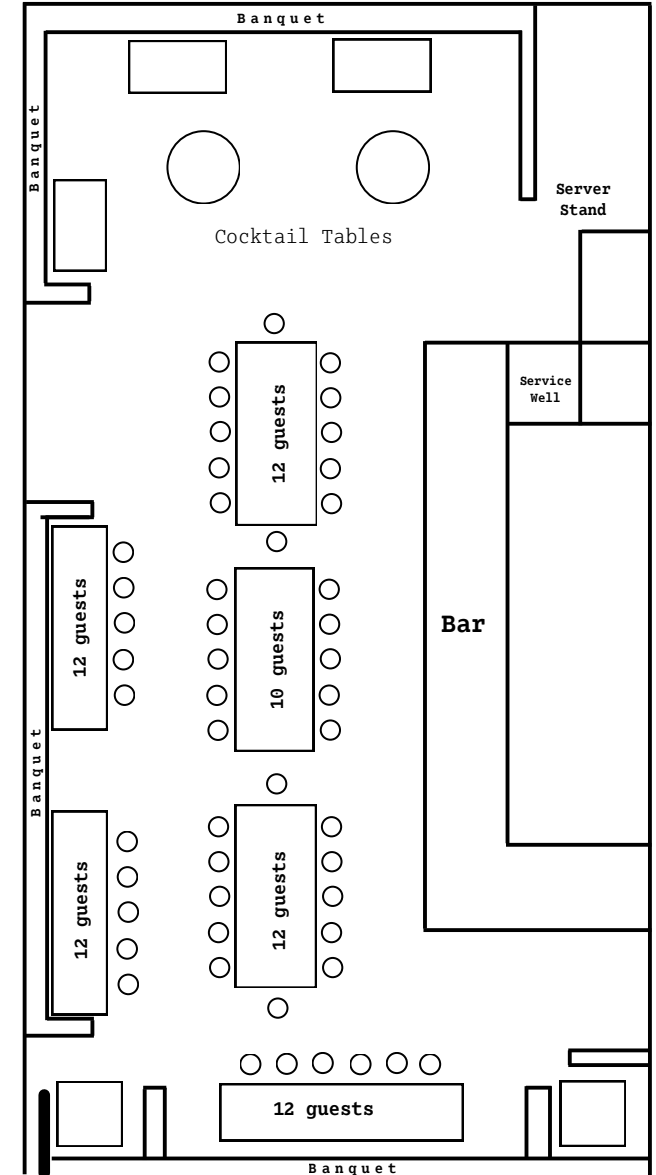 Banquet
Banquet
Server
Stand
Cocktail Tables
Service
Well
12 guests
Bar
12 guests
10 guests
Banquet
12 guests
12 guests
12 guests
Banquet